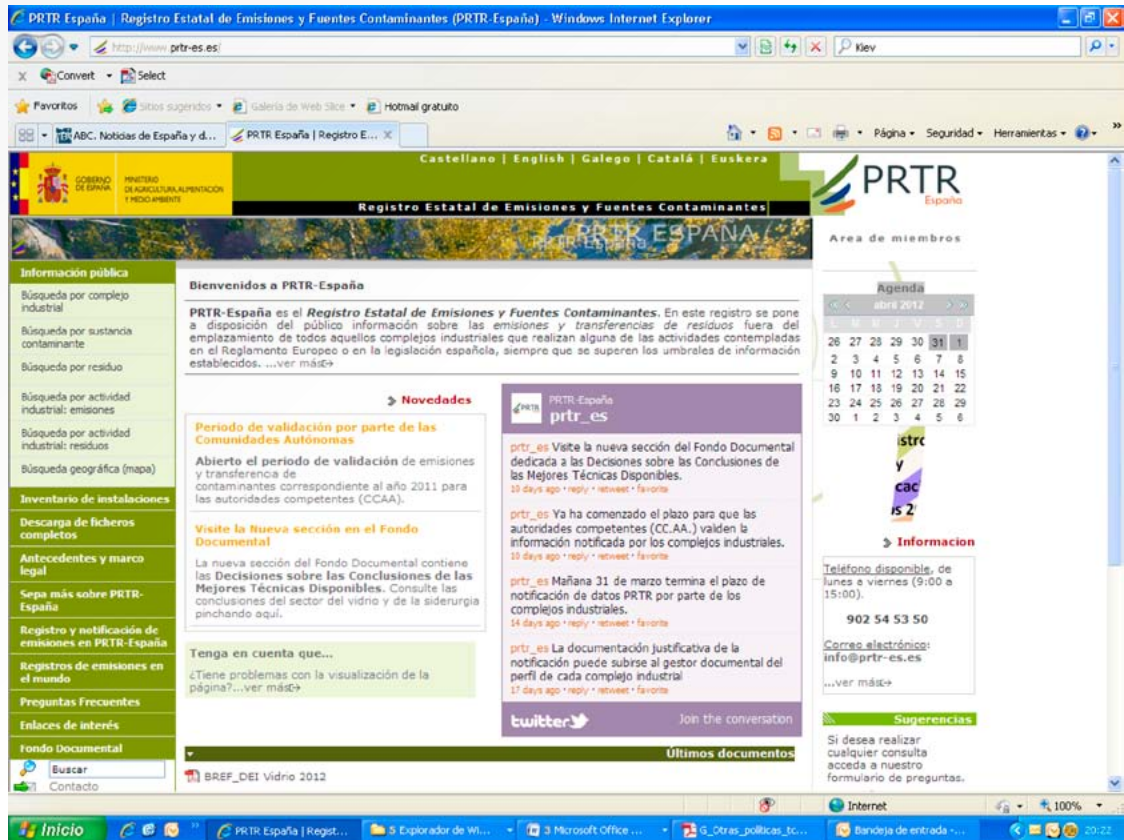 PRTR España | Registro Estatal de Emisiones y Fuentes Contaminantes (PRTR-España) - Windows Internet Explorer
http://www.prtr-es.es/
Kiev
X Convert Select
Favoritos Sitios sugeridos Galería de Web Slice Hotmail gratuito
ABC. Noticias de España y d... PRTR España | Registro E... X
Página Seguridad Herramientas
GOBIERNO DE ESPAÑA
MINISTERIO DE AGRICULTURA, ALIMENTACIÓN Y MEDIO AMBIENTE
Castellano | English | Galego | Catalá | Euskera
Registro Estatal de Emisiones y Fuentes Contaminantes
PRTR ESPAÑA
PRTR
España
Area de miembros
Información pública
Búsqueda por complejo
industrial
Búsqueda por sustancia
contaminante
Búsqueda por residuo
Búsqueda por actividad
industrial: emisiones
Búsqueda por actividad
industrial: residuos
Búsqueda geográfica (mapa)
Inventario de instalaciones
Descarga de ficheros
completos
Antecedentes y marco
legal
Sepa más sobre PRTR-
España
Registro y notificación de
emisiones en PRTR-España
Registros de emisiones en
el mundo
Preguntas Frecuentes
Enlaces de interés
Fondo Documental
Buscar
Contacto
Bienvenidos a PRTR-España
PRTR-España es el Registro Estatal de Emisiones y Fuentes Contaminantes. En este registro se pone
a disposición del público información sobre las emisiones y transferencias de residuos fuera del
emplazamiento de todos aquellos complejos industriales que realizan alguna de las actividades contempladas
en el Reglamento Europeo o en la legislación española, siempre que se superen los umbrales de información
establecidos. ...ver más
Novedades
Periodo de validación por parte de las
Comunidades Autónomas
Abierto el periodo de validación de emisiones
y transferencia de
contaminantes correspondiente al año 2011 para
las autoridades competentes (CCAA).
Visite la Nueva sección en el Fondo
Documental
La nueva sección del Fondo Documental contiene
las Decisiones sobre las Conclusiones de las
Mejores Técnicas Disponibles. Consulte las
conclusiones del sector del vidrio y de la siderurgia
pinchando aquí.
Tenga en cuenta que...
¿Tiene problemas con la visualización de la
página?...ver más
PRTR
PRTR-España
prtr_es
prtr_es Visite la nueva sección del Fondo Documental
dedicada a las Decisiones sobre las Conclusiones de
las Mejores Técnicas Disponibles.
10 days ago · reply · retweet · favorite
prtr_es Ya ha comenzado el plazo para que las
autoridades competentes (CC.AA.) validen la
información notificada por los complejos industriales.
10 days ago · reply · retweet · favorite
prtr_es Mañana 31 de marzo termina el plazo de
notificación de datos PRTR por parte de los
complejos industriales.
14 days ago · reply · retweet · favorite
prtr_es La documentación justificativa de la
notificación puede subirse al gestor documental del
perfil de cada complejo industrial
17 days ago · reply · retweet · favorite
twitter Join the conversation
Últimos documentos
BREF_DEI Vidrio 2012
Agenda
abril 2012
L M M J V S D
26 27 28 29 30 31 1
2 3 4 5 6 7 8
9 10 11 12 13 14 15
16 17 18 19 20 21 22
23 24 25 26 27 28 29
30 1 2 3 4 5 6
istro
y
cac
Informacion
Teléfono disponible, de
lunes a viernes (9:00 a
15:00).
902 54 53 50
Correo electrónico:
info@prtr-es.es
...ver más
Sugerencias
Si desea realizar
cualquier consulta
acceda a nuestro
formulario de preguntas.
Internet 100%
Inicio PRTR España | Regist... 5 Explorador de Wi... 3 Microsoft Office ... G_Otras_políticas_tc... Bandeja de entrada -... 20:22